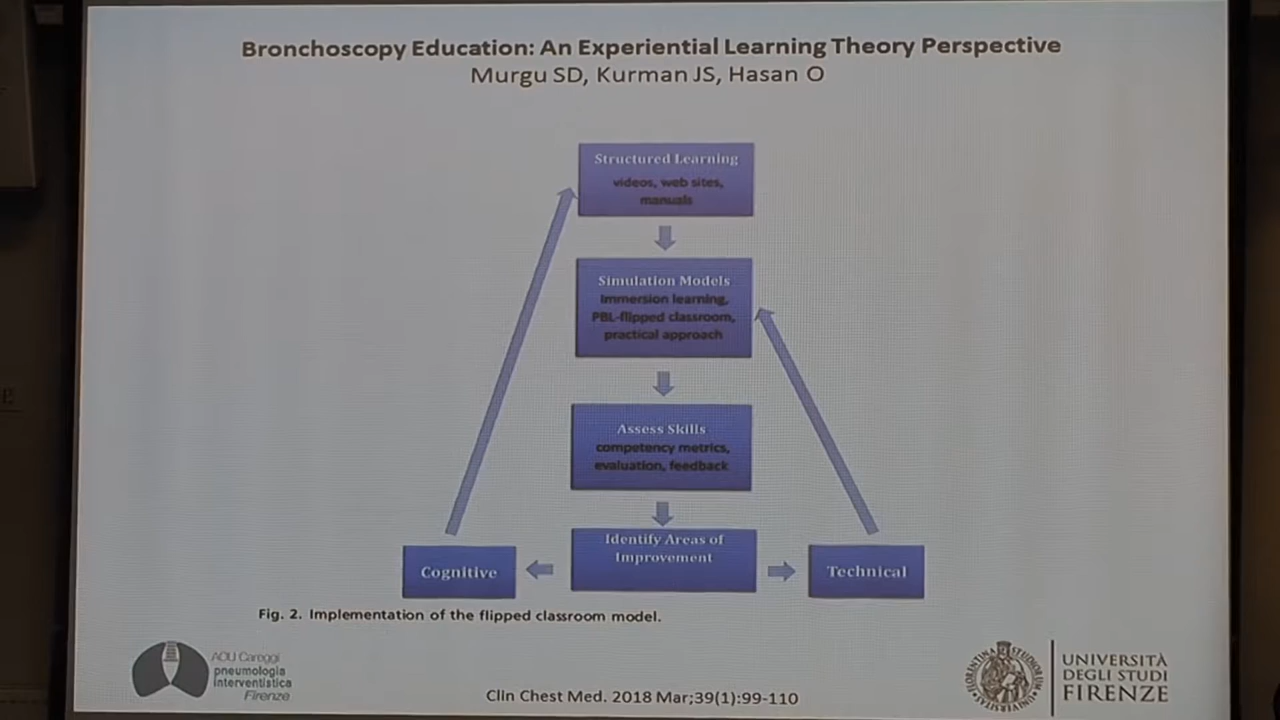 Bronchoscopy Education: An Experiential Learning Theory Perspective
Murgu SD, Kurman JS, Hasan O
Structured Learning
videos, web sites,
manuals
Simulation Models
Immersion learning,
PBL-flipped classroom,
practical approach
Assess Skills
competency metrics,
evaluation, feedback
Identify Areas of
Improvement
Cognitive
Technical
Fig. 2. Implementation of the flipped classroom model.
AOU Careggi
pneumologia
interventistica
Firenze
Clin Chest Med. 2018 Mar;39(1):99-110
UNIVERSITÀ
DEGLI STUDI
FIRENZE